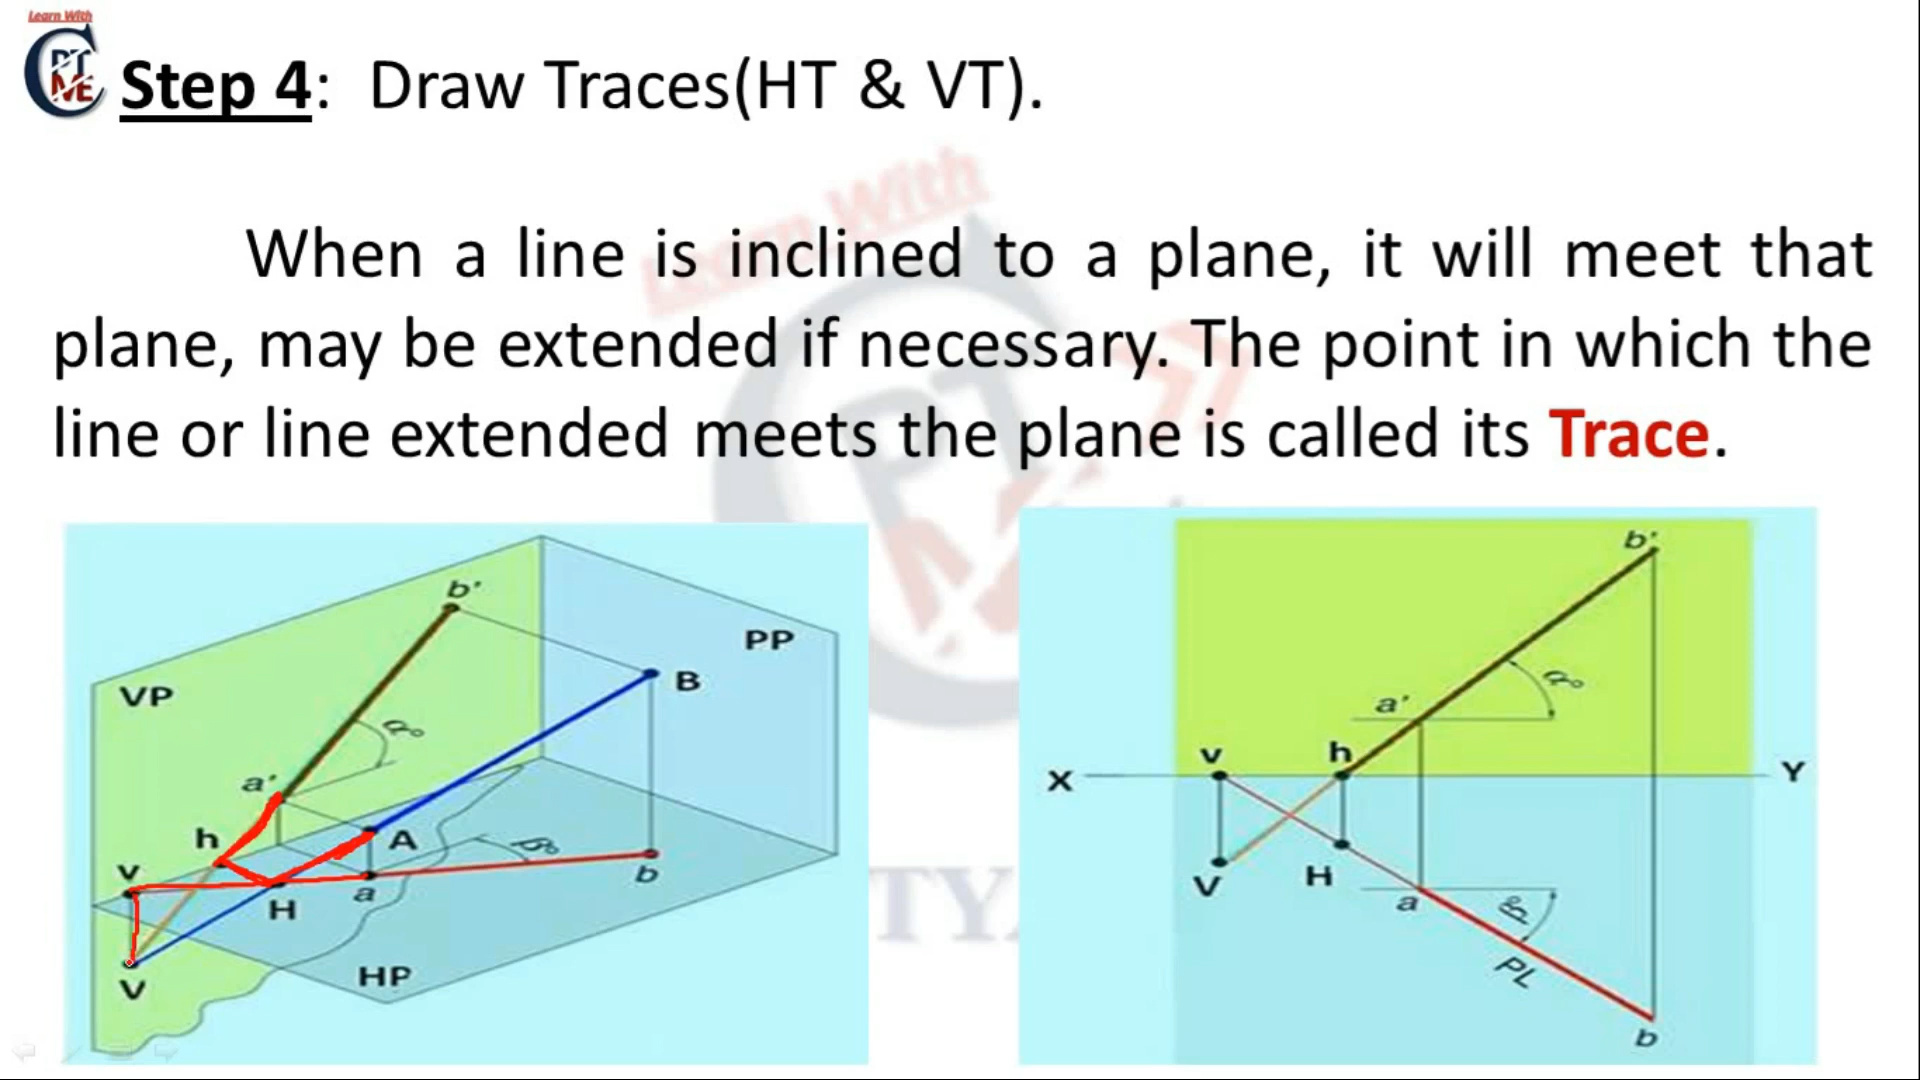 Learn With
Step 4: Draw Traces(HT & VT).
Learn With
When a line is inclined to a plane, it will meet that
plane, may be extended if necessary. The point in which the
line or line extended meets the plane is called its Trace.
b'
PP
B
VP
α°
a'
h
A
β°
v
a
b
H
HP
V
b'
α°
a'
v
h
X
Y
V
H
a
β°
PL
b